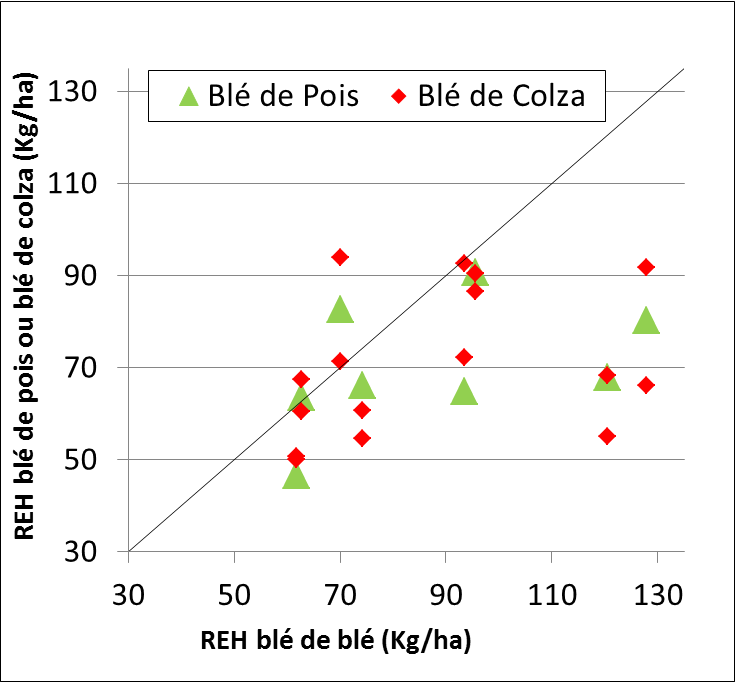 Blé de Pois Blé de Colza
REH blé de pois ou blé de colza (Kg/ha)
130
110
90
70
50
30
30 50 70 90 110 130
REH blé de blé (Kg/ha)